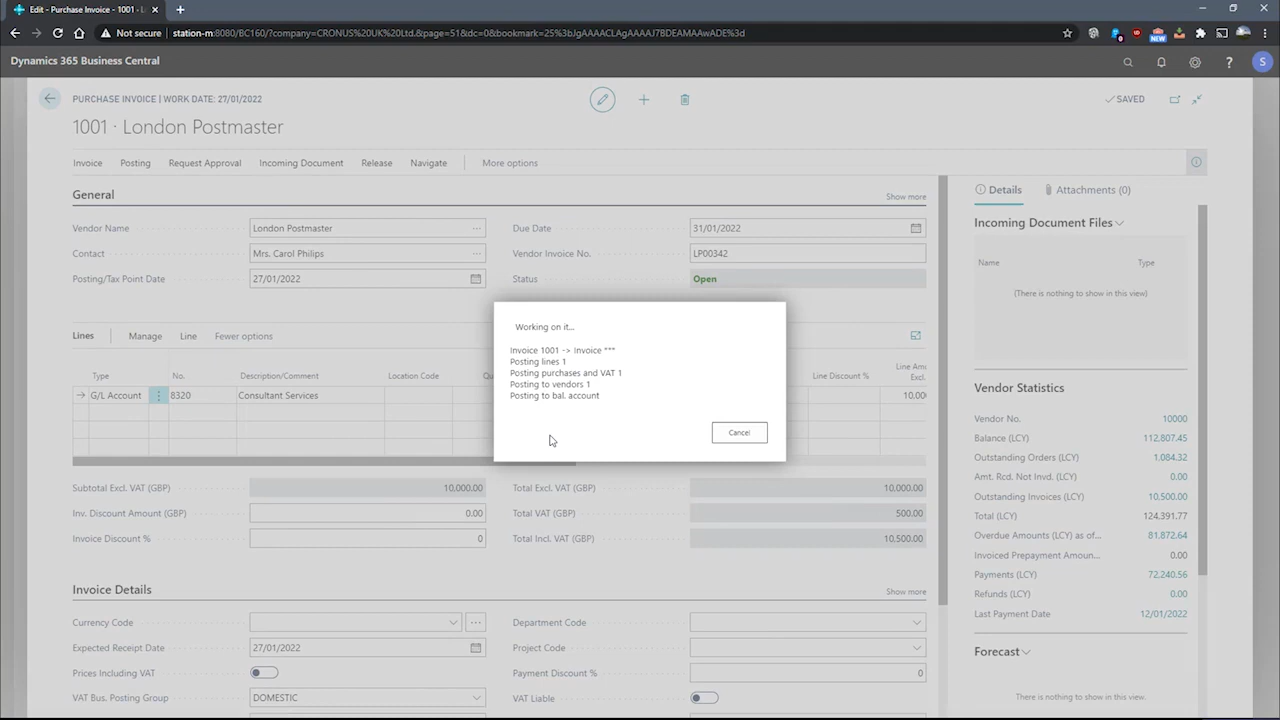 Edit - Purchase Invoice - 1001 · L
Not secure station-m:8080/BC160/?company=CRONUS%20UK%20Ltd.&page=51&dc=0&bookmark=25%3bJgAAAACLAgAAAAJ7BDEAMAAwADE%3d
NEW
Dynamics 365 Business Central
S
PURCHASE INVOICE | WORK DATE: 27/01/2022
SAVED
1001 · London Postmaster
Invoice Posting Request Approval Incoming Document Release Navigate More options
General Show more
Vendor Name London Postmaster
Contact Mrs. Carol Philips
Posting/Tax Point Date 27/01/2022
Due Date 31/01/2022
Vendor Invoice No. LP00342
Status Open
Lines Manage Line Fewer options
Type No. Description/Comment Location Code Qu Line Discount % Line Amo Excl.
G/L Account 8320 Consultant Services 10,00
Working on it...
Invoice 1001 -> Invoice ***
Posting lines 1
Posting purchases and VAT 1
Posting to vendors 1
Posting to bal. account
Cancel
Subtotal Excl. VAT (GBP) 10,000.00
Inv. Discount Amount (GBP) 0.00
Invoice Discount % 0
Total Excl. VAT (GBP) 10,000.00
Total VAT (GBP) 500.00
Total Incl. VAT (GBP) 10,500.00
Invoice Details Show more
Currency Code
Expected Receipt Date 27/01/2022
Prices Including VAT
VAT Bus. Posting Group DOMESTIC
Department Code
Project Code
Payment Discount % 0
VAT Liable
Details Attachments (0)
Incoming Document Files
Name Type
(There is nothing to show in this view)
Vendor Statistics
Vendor No. 10000
Balance (LCY) 112,807.45
Outstanding Orders (LCY) 1,084.32
Amt. Rcd. Not Invd. (LCY) 0.00
Outstanding Invoices (LCY) 10,500.00
Total (LCY) 124,391.77
Overdue Amounts (LCY) as of... 81,872.64
Invoiced Prepayment Amoun... 0.00
Payments (LCY) 72,240.56
Refunds (LCY) 0.00
Last Payment Date 12/01/2022
Forecast
There is nothing to show in this view.